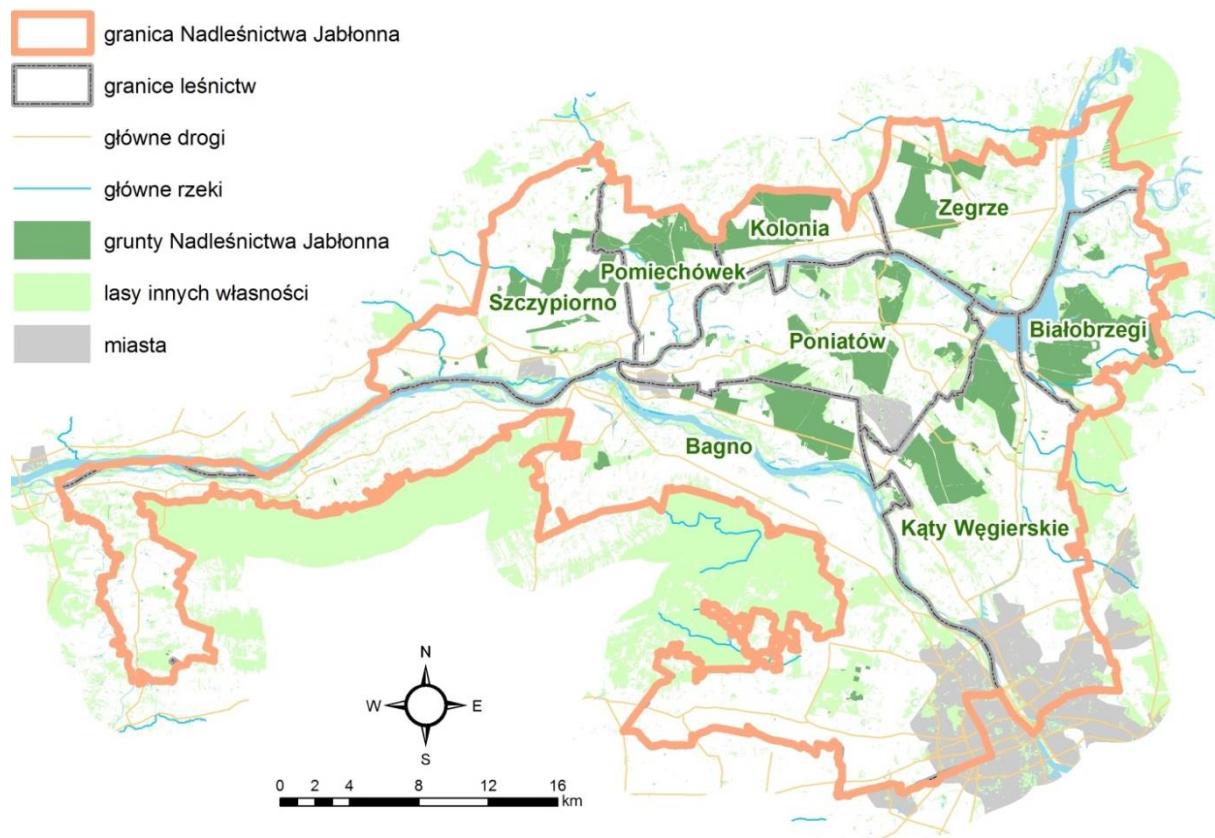 granica Nadleśnictwa Jabłonna
granice leśnictw
główne drogi
główne rzeki
grunty Nadleśnictwa Jabłonna
lasy innych własności
miasta
Zegrze
Kolonia
Pomiechówek
Szczypiorno
Białobrzegi
Poniatów
Bagno
Kąty Węgierskie
N
W E
S
0 2 4 8 12 16
km